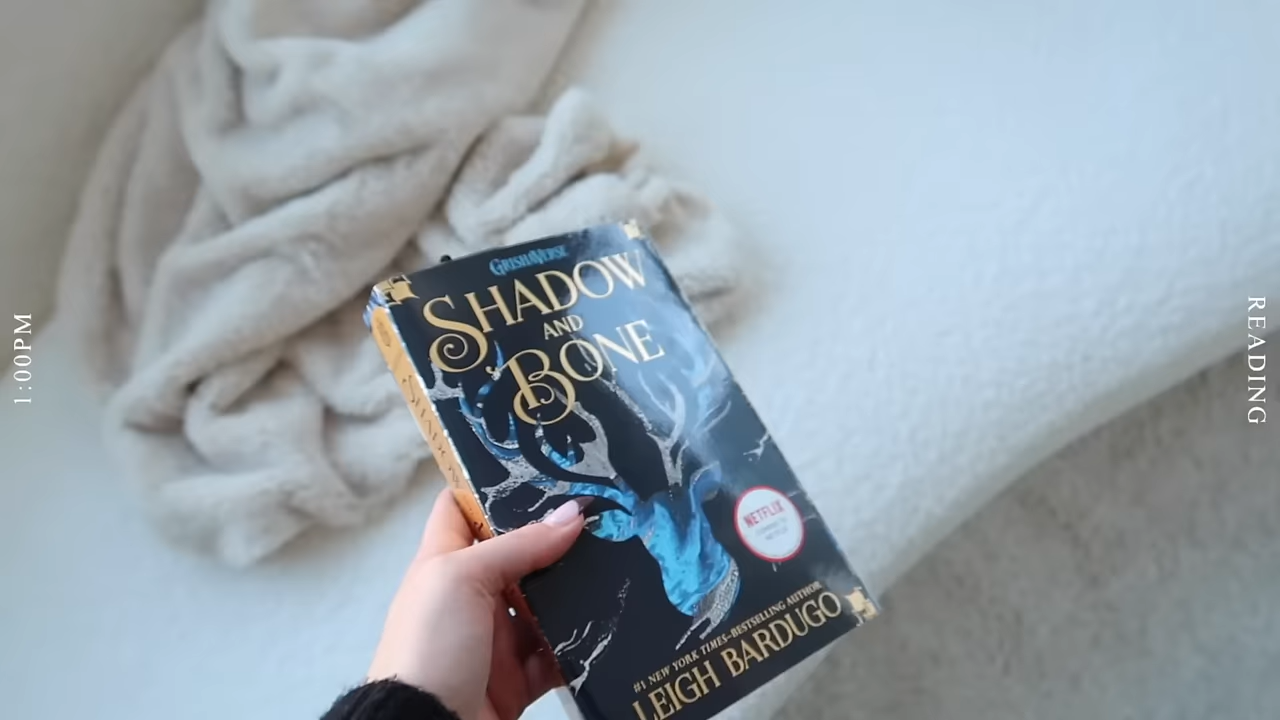 1:00PM
GRISHAVERSE
SHADOW
AND
BONE
NETFLIX
#1 NEW YORK TIMES-BESTSELLING AUTHOR
LEIGH BARDUGO
READING